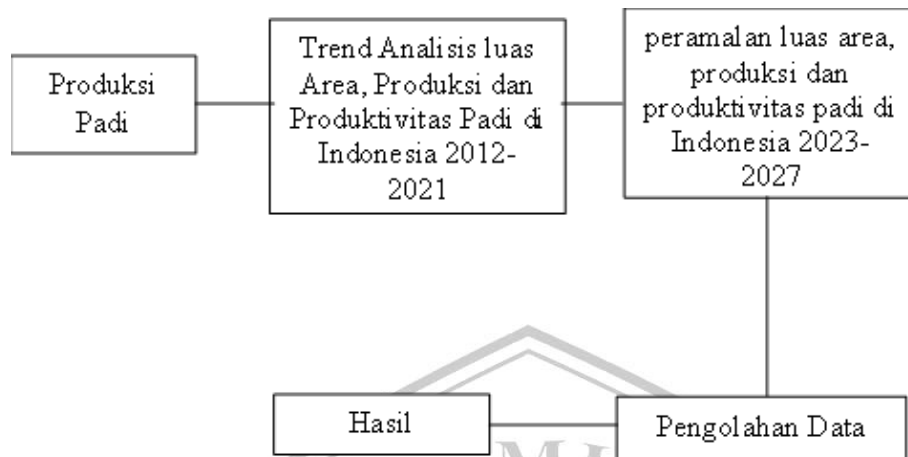 Produksi
Padi
Trend Analisis luas
Area, Produksi dan
Produktivitas Padi di
Indonesia 2012-
2021
peramalan luas area,
produksi dan
produktivitas padi di
Indonesia 2023-
2027
Hasil
Pengolahan Data